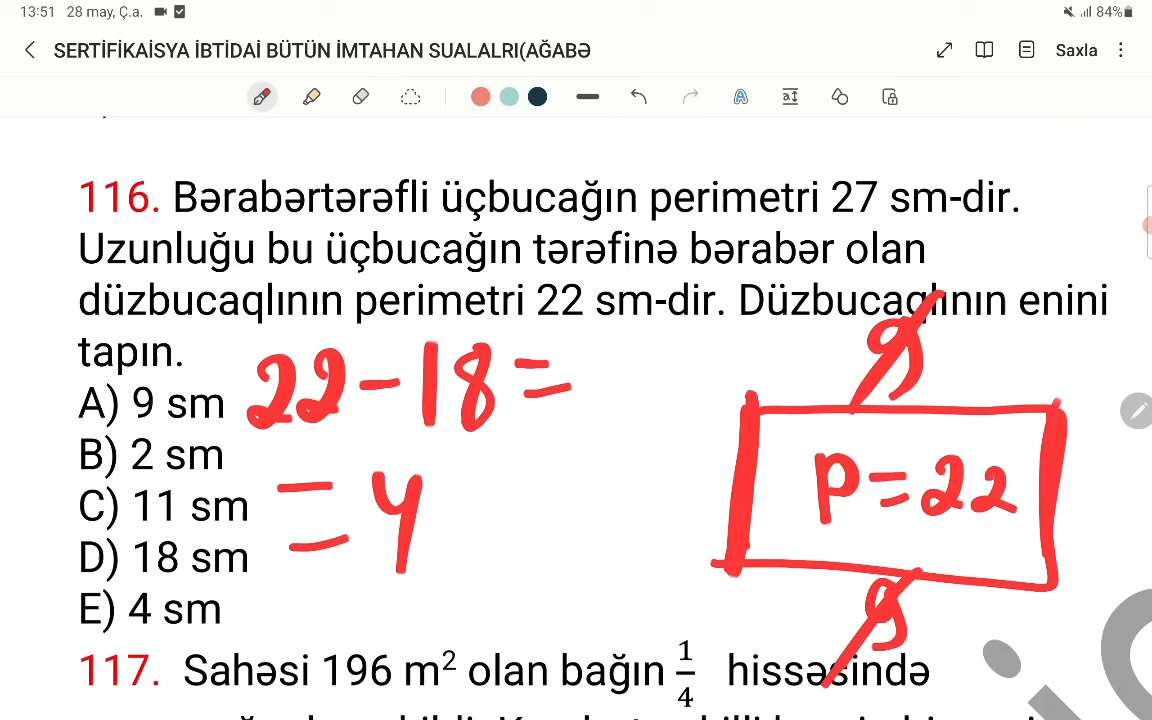 13:51 28 may, Ç.a. 84%
SERTİFİKAİSYA İBTİDAİ BÜTÜN İMTAHAN SUALALRI(AĞABƏ Saxla
116. Bərabərtərəfli üçbucağın perimetri 27 sm-dir.
Uzunluğu bu üçbucağın tərəfinə bərabər olan
düzbucaqlının perimetri 22 sm-dir. Düzbucaqlının enini
tapın.
A) 9 sm
B) 2 sm
C) 11 sm
D) 18 sm
E) 4 sm
22-18=
=4
9
P=22
9
117. Sahəsi 196 m² olan bağın 1/4 hissəsində